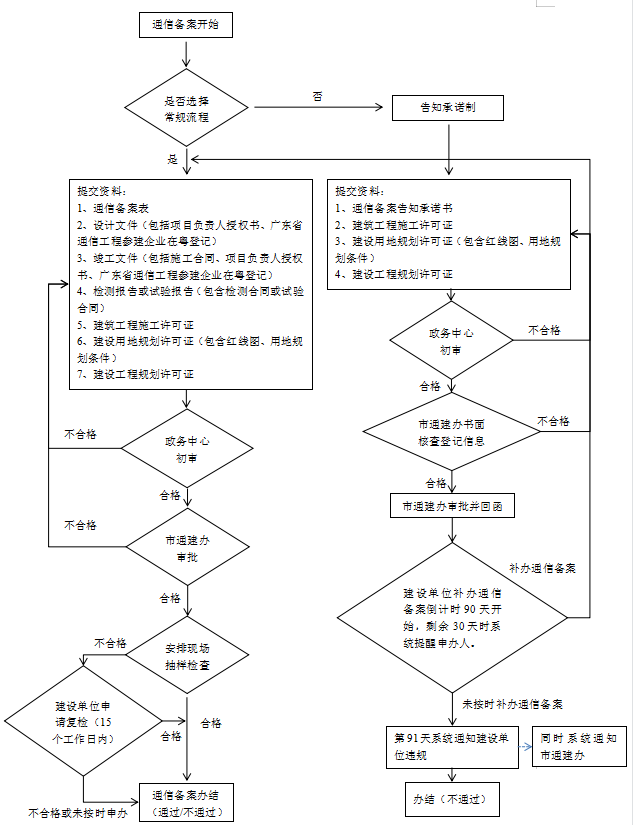 通信备案开始
是否选择
常规流程
否
告知承诺制
是
提交资料：
1、通信备案表
2、设计文件（包括项目负责人授权书、广东省
通信工程参建企业在粤登记）
3、竣工文件（包括施工合同、项目负责人授权
书、广东省通信工程参建企业在粤登记）
4、检测报告或试验报告（包含检测合同或试验
合同）
5、建筑工程施工许可证
6、建设用地规划许可证（包含红线图、用地规
划条件）
7、建设工程规划许可证
不合格
政务中心
初审
合格
不合格
市通建办
审批
合格
不合格
安排现场
抽样检查
建设单位申
请复检（15
个工作日内）
合格
合格
不合格或未按时申办
通信备案办结
（通过/不通过）
提交资料：
1、通信备案告知承诺书
2、建筑工程施工许可证
3、建设用地规划许可证（包含红线图、用地规
划条件）
4、建设工程规划许可证
政务中心
初审
不合格
合格
市通建办书面
核查登记信息
不合格
合格
市通建办审批并回函
补办通信备案
建设单位补办通信
备案倒计时 90 天开
始，剩余 30 天时系
统提醒申办人。
未按时补办通信备案
第 91 天系统通知建设单
位违规
同时系统通知
市通建办
办结（不通过）